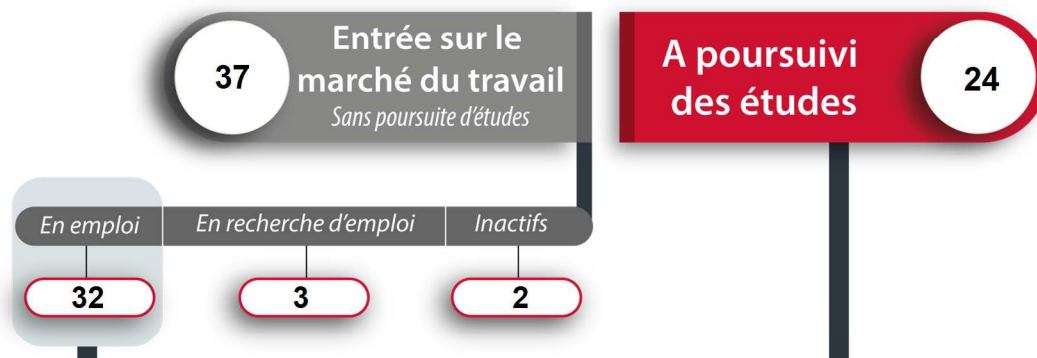 37
Entrée sur le
marché du travail
Sans poursuite d'études
A poursuivi
des études
24
En emploi
En recherche d'emploi
Inactifs
32
3
2